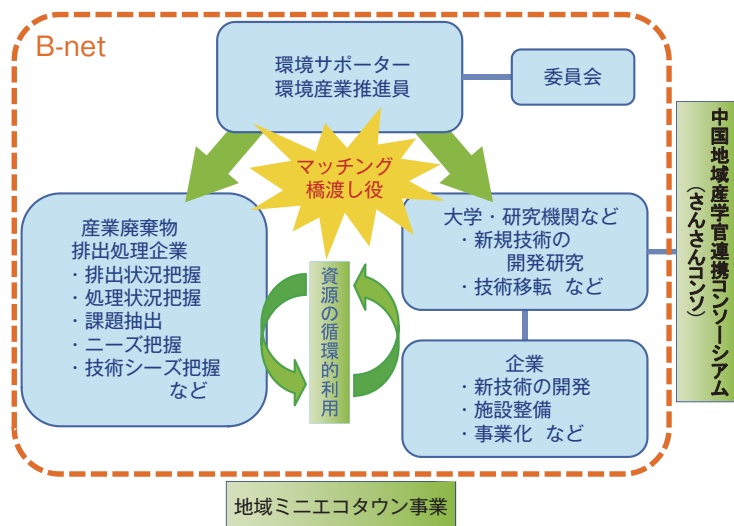 B-net
環境サポーター
環境産業推進員
委員会
マッチング
橋渡し役
産業廃棄物
排出処理企業
・排出状況把握
・処理状況把握
・課題抽出
・ニーズ把握
・技術シーズ把握
など
資源の循環的利用
大学・研究機関など
・新規技術の
開発研究
・技術移転 など
企業
・新技術の開発
・施設整備
・事業化 など
中国地域産学官連携コンソーシアム
（さんさんコンソ）
地域ミニエコタウン事業